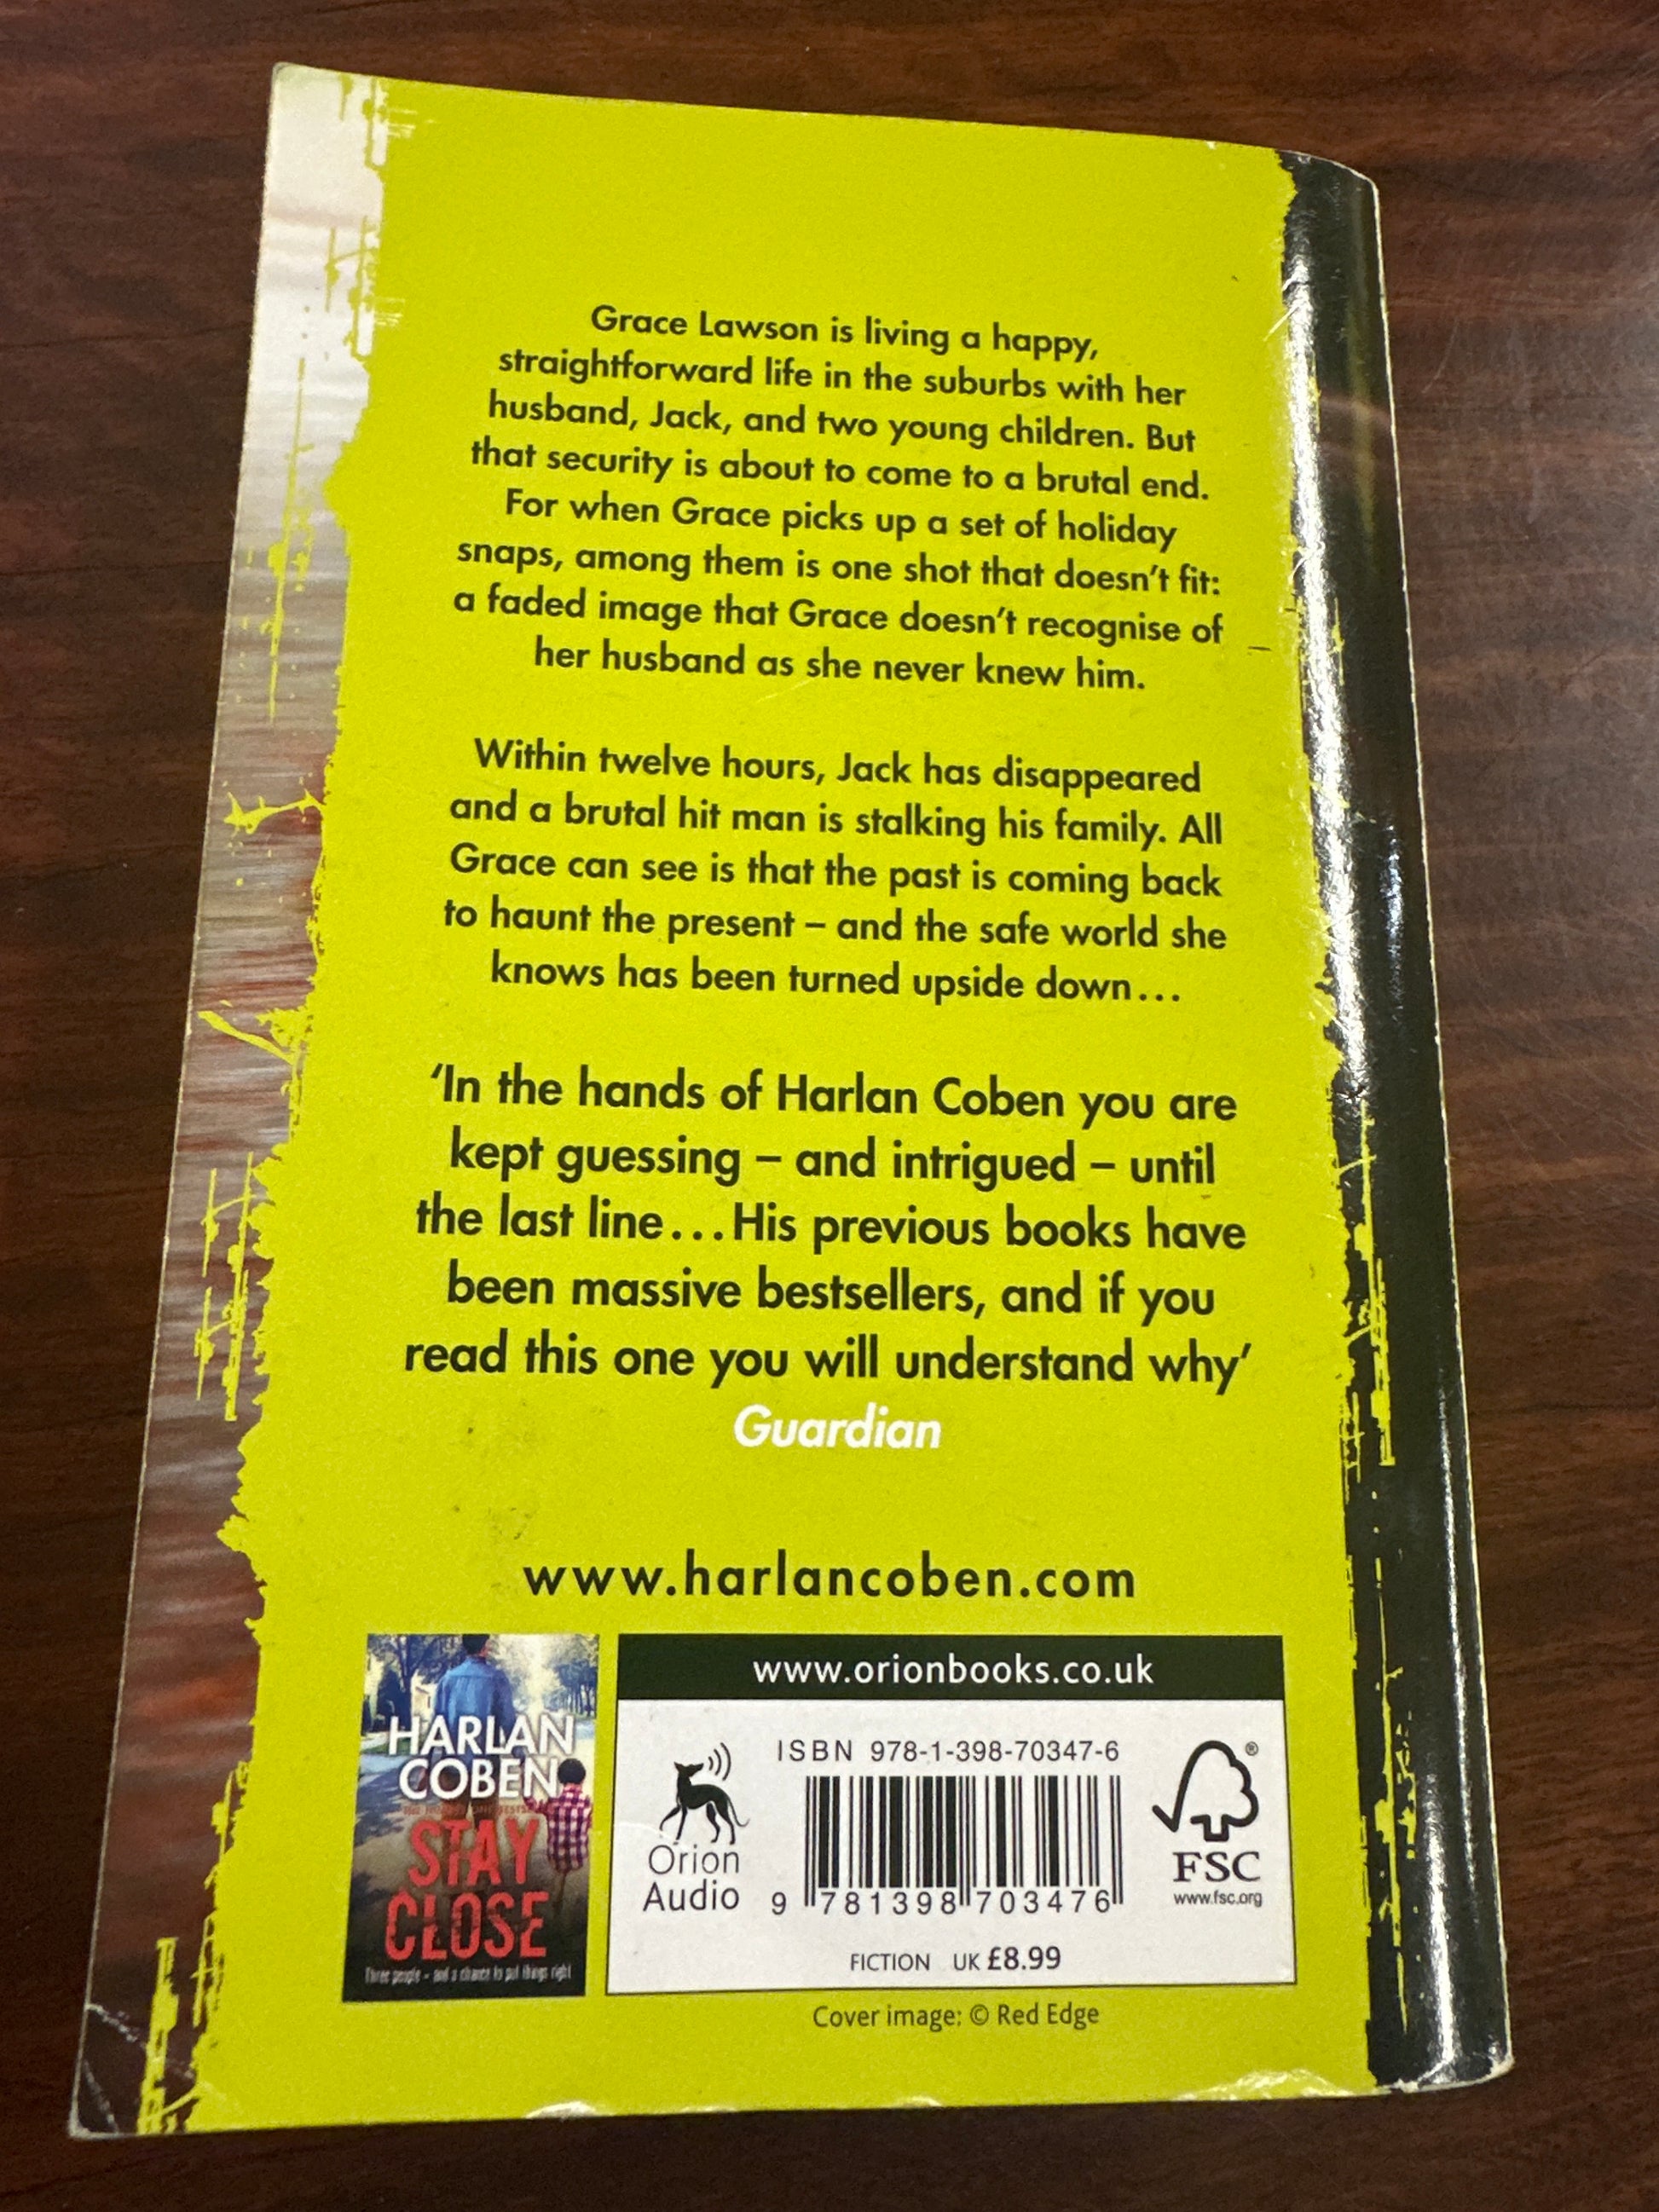 Grace Lawson is living a happy,
straightforward life in the suburbs with her
husband, Jack, and two young children. But
that security is about to come to a brutal end.
For when Grace picks up a set of holiday
snaps, among them is one shot that doesn't fit:
a faded image that Grace doesn't recognise of
her husband as she never knew him.
Within twelve hours, Jack has disappeared
and a brutal hit man is stalking his family. All
Grace can see is that the past is coming back
to haunt the present – and the safe world she
knows has been turned upside down...
'In the hands of Harlan Coben you are
kept guessing – and intrigued – until
the last line...His previous books have
been massive bestsellers, and if you
read this one you will understand why'
Guardian
www.harlancoben.com
HARLAN
COBEN
STAY
CLOSE
Three people – and a chance to put things right
www.orionbooks.co.uk
ISBN 978-1-398-70347-6
Orion
Audio
9 781398 703476
FSC
®
www.fsc.org
FICTION UK £8.99
Cover image: © Red Edge